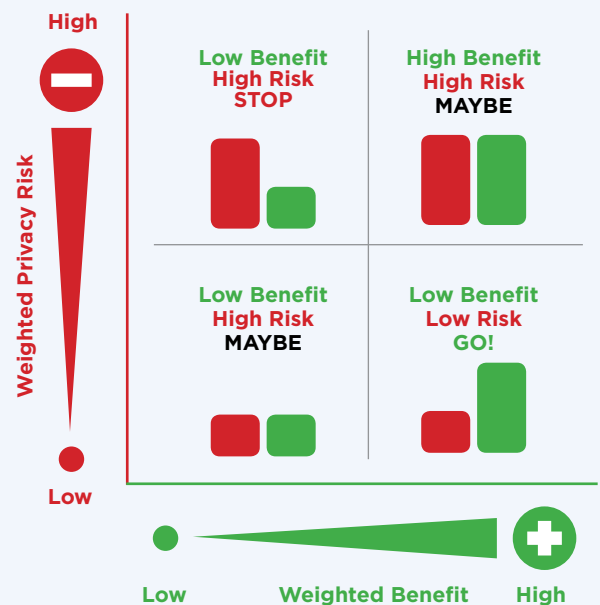 High
Low Benefit
High Risk
STOP
High Benefit
High Risk
MAYBE
Weighted Privacy Risk
Low Benefit
High Risk
MAYBE
Low Benefit
Low Risk
GO!
Low
Low
Weighted Benefit
High